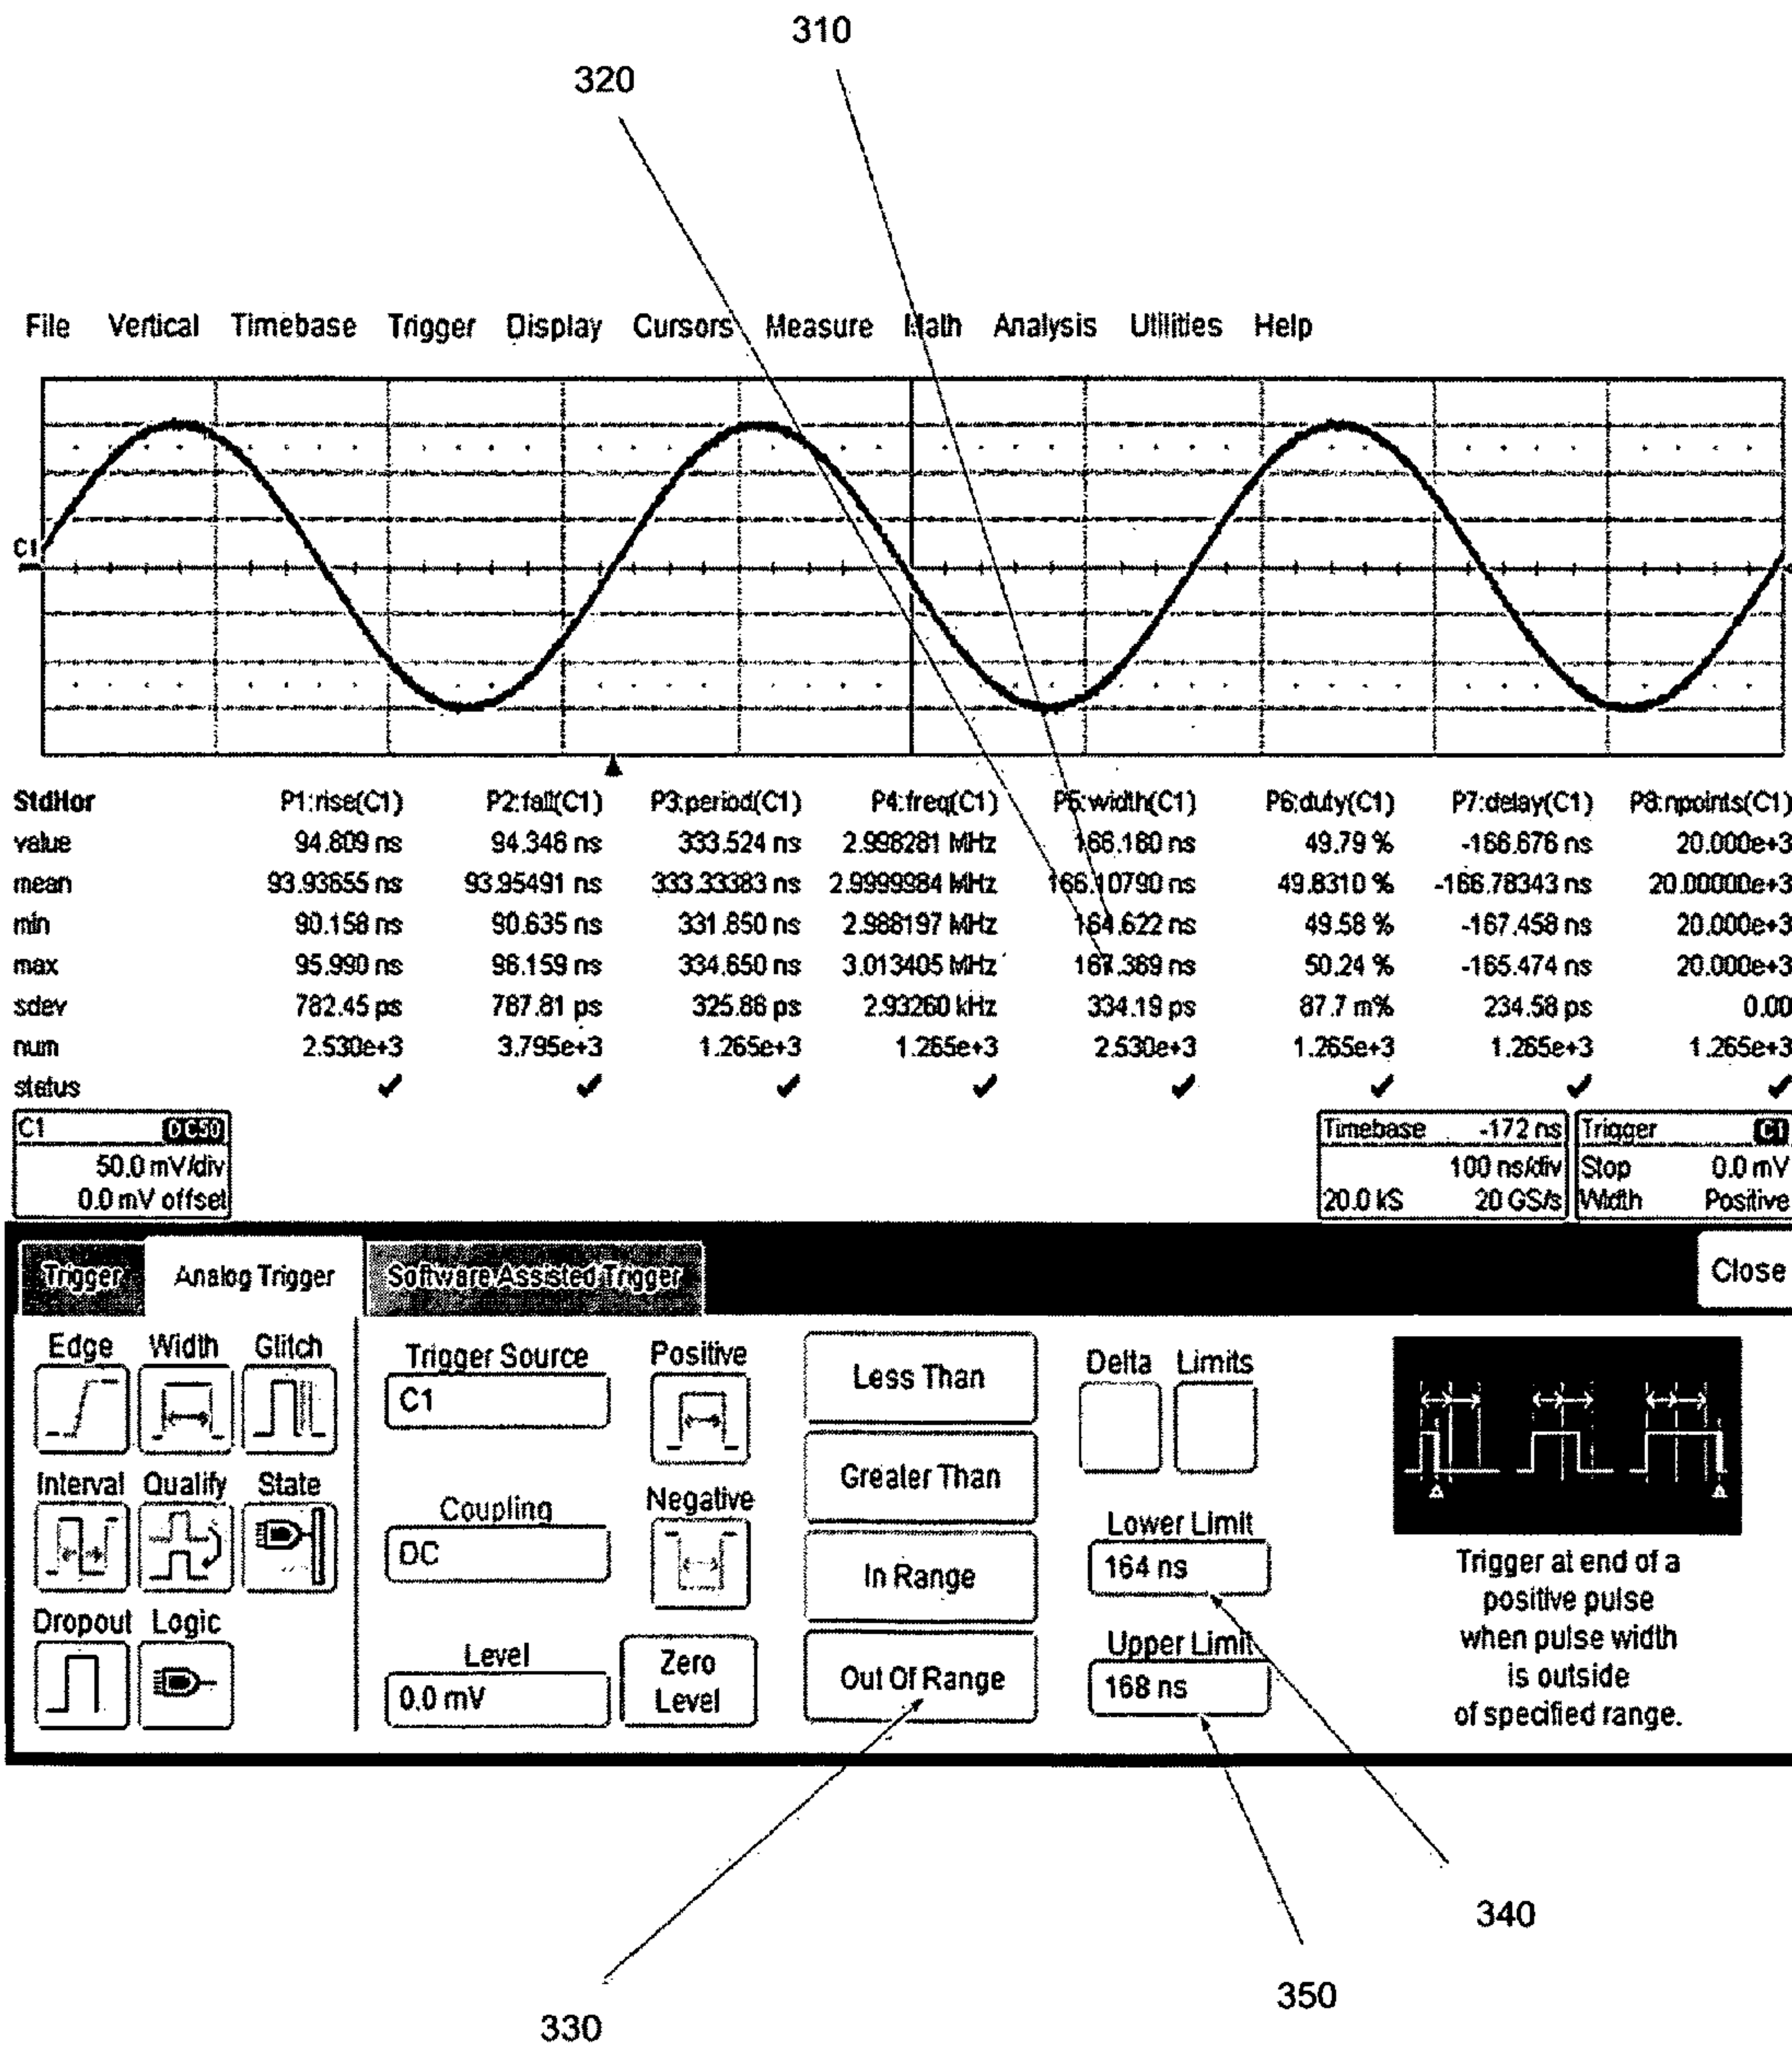 310
320
File Vertical Timebase Trigger Display Cursors Measure Math Analysis Utilities Help
C1
StdHor P1:rise(C1) P2:fall(C1) P3:period(C1) P4:freq(C1) P5:width(C1) P6:duty(C1) P7:delay(C1) P8:npoints(C1)
value 94.809 ns 94.346 ns 333.524 ns 2.998281 MHz 166.180 ns 49.79 % -166.676 ns 20.000e+3
mean 93.93655 ns 93.95491 ns 333.33383 ns 2.9999984 MHz 166.10790 ns 49.8310 % -166.78343 ns 20.00000e+3
min 90.158 ns 90.635 ns 331.850 ns 2.988197 MHz 164.622 ns 49.58 % -167.458 ns 20.000e+3
max 95.990 ns 96.159 ns 334.650 ns 3.013405 MHz 167.369 ns 50.24 % -165.474 ns 20.000e+3
sdev 782.45 ps 787.81 ps 325.86 ps 2.93260 kHz 334.19 ps 87.7 m% 234.58 ps 0.00
num 2.530e+3 3.795e+3 1.265e+3 1.265e+3 2.530e+3 1.265e+3 1.265e+3 1.265e+3
status
C1 DC50
50.0 mV/div
0.0 mV offset
Timebase -172 ns
100 ns/div
20.0 kS 20 GS/s
Trigger C1
Stop 0.0 mV
Width Positive
Trigger Analog Trigger Software Assisted Trigger Close
Edge Width Glitch
Interval Qualify State
Dropout Logic
Trigger Source
C1
Coupling
DC
Level
0.0 mV
Positive
Negative
Zero
Level
Less Than
Greater Than
In Range
Out Of Range
Delta Limits
Lower Limit
164 ns
Upper Limit
168 ns
Trigger at end of a
positive pulse
when pulse width
is outside
of specified range.
340
350
330